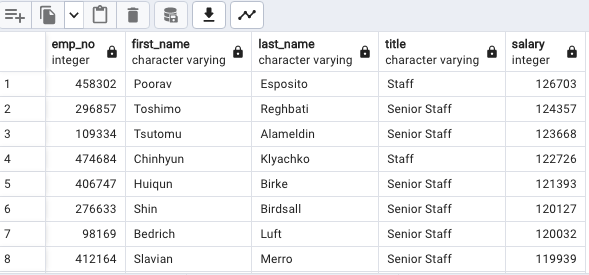 emp_no first_name last_name title salary
integer character varying character varying character varying integer
1 458302 Poorav Esposito Staff 126703
2 296857 Toshimo Reghbati Senior Staff 124357
3 109334 Tsutomu Alameldin Senior Staff 123668
4 474684 Chinhyun Klyachko Staff 122726
5 406747 Huiqun Birke Senior Staff 121393
6 276633 Shin Birdsall Senior Staff 120127
7 98169 Bedrich Luft Senior Staff 120032
8 412164 Slavian Merro Senior Staff 119939